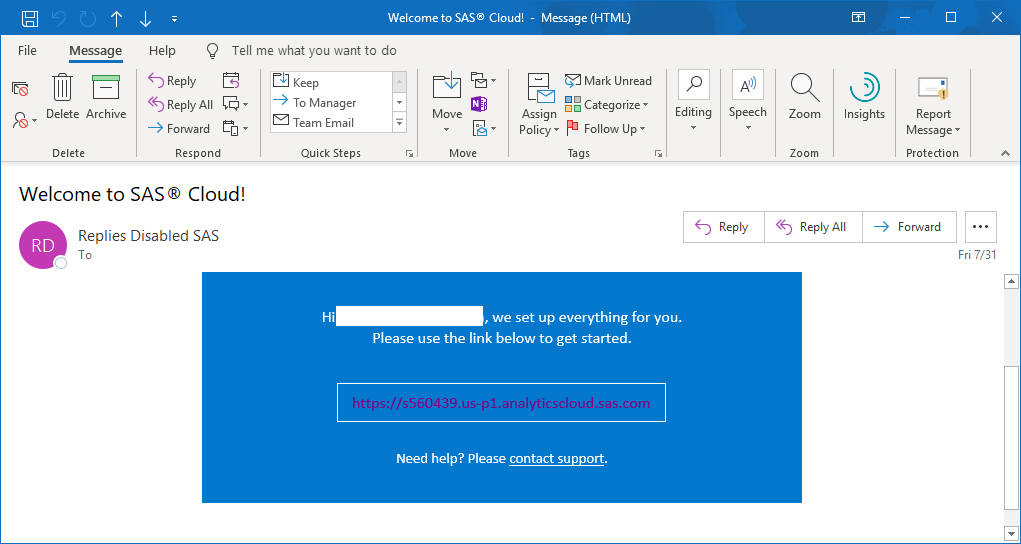 Welcome to SAS® Cloud! - Message (HTML)
File Message Help Tell me what you want to do
Delete Archive
Delete
Reply
Reply All
Forward
Respond
Keep
To Manager
Team Email
Quick Steps
Move
Move
Assign Policy
Mark Unread
Categorize
Follow Up
Tags
Editing
Speech
Zoom
Zoom
Insights
Report Message
Protection
Welcome to SAS® Cloud!
RD
Replies Disabled SAS
To
Reply Reply All Forward
Fri 7/31
Hi , we set up everything for you.
Please use the link below to get started.
https://s560439.us-p1.analyticscloud.sas.com
Need help? Please contact support.